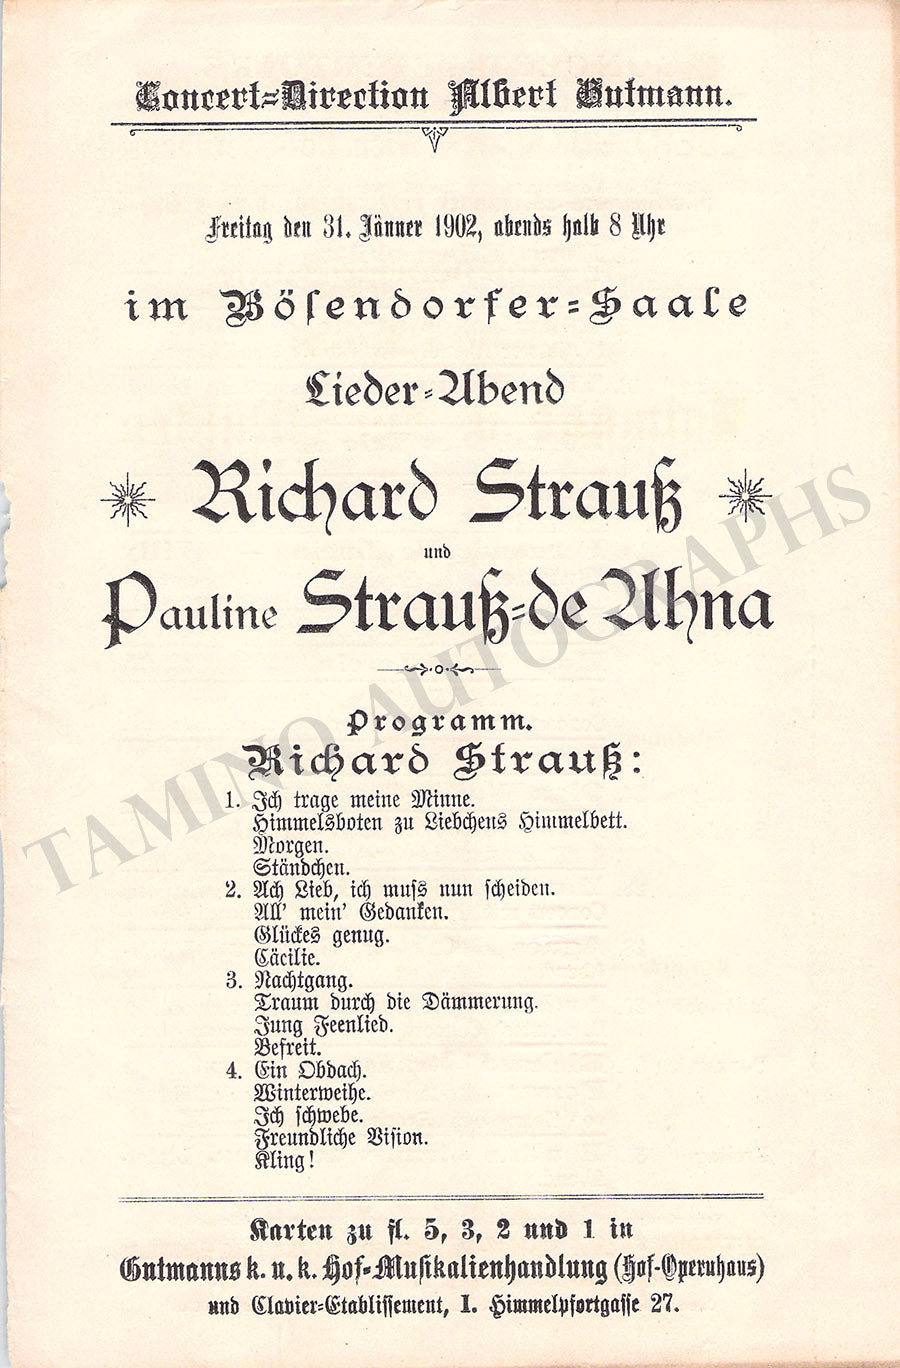 Concert=Direction Albert Gutmann.
Freitag den 31. Jänner 1902, abends halb 8 Uhr
im Bösendorfer=Saale
Lieder=Abend
Richard Strauß
und
Pauline Strauß=de Ahna
Programm.
Richard Strauß:
1. Ich trage meine Minne.
Himmelsboten zu Liebchens Himmelbett.
Morgen.
Ständchen.
2. Ach Lieb, ich muss nun scheiden.
All' mein' Gedanken.
Glückes genug.
Cäcilie.
3. Nachtgang.
Traum durch die Dämmerung.
Jung Feenlied.
Befreit.
4. Ein Obdach.
Winterweihe.
Ich schwebe.
Freundliche Vision.
Kling!
Karten zu fl. 5, 3, 2 und 1 in
Gutmanns k. u. k. Hof=Musikalienhandlung (Hof-Opernhaus)
und Clavier=Etablissement, I. Himmelpfortgasse 27.
TAMINO AUTOGRAPHS